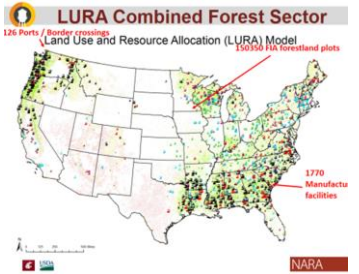 LURA Combined Forest Sector
126 Ports / Border crossings
Land Use and Resource Allocation (LURA) Model
150350 FIA forestland plots
1770
Manufactu
facilities
USDA
NARA